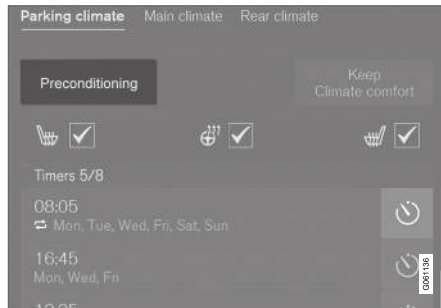 Parking climate Main climate Rear climate
Preconditioning
Keep
Climate comfort
Timers 5/8
08:05
Mon, Tue, Wed, Fri, Sat, Sun
16:45
Mon, Wed, Fri
G061136